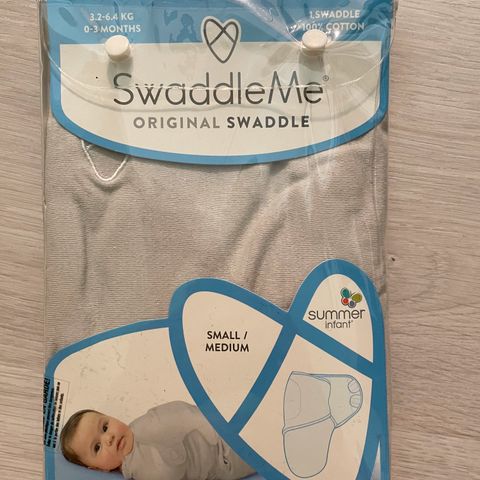 3.2-6.4 KG
0-3 MONTHS
1 SWADDLE
100% COTTON
SwaddleMe®
ORIGINAL SWADDLE
SMALL /
MEDIUM
summer
infant®